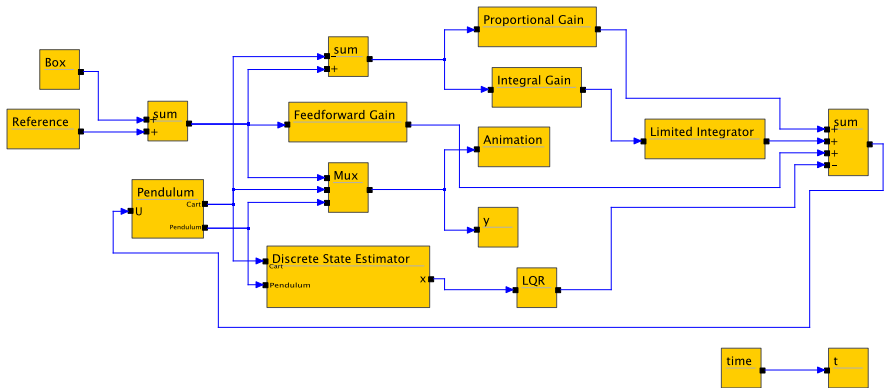 Proportional Gain
sum
−
+
Box
Integral Gain
Reference
sum
+
+
Feedforward Gain
Limited Integrator
sum
+
+
+
−
Animation
Mux
Pendulum
Cart
U
Pendulum
y
Discrete State Estimator
Cart
x
Pendulum
LQR
time
t